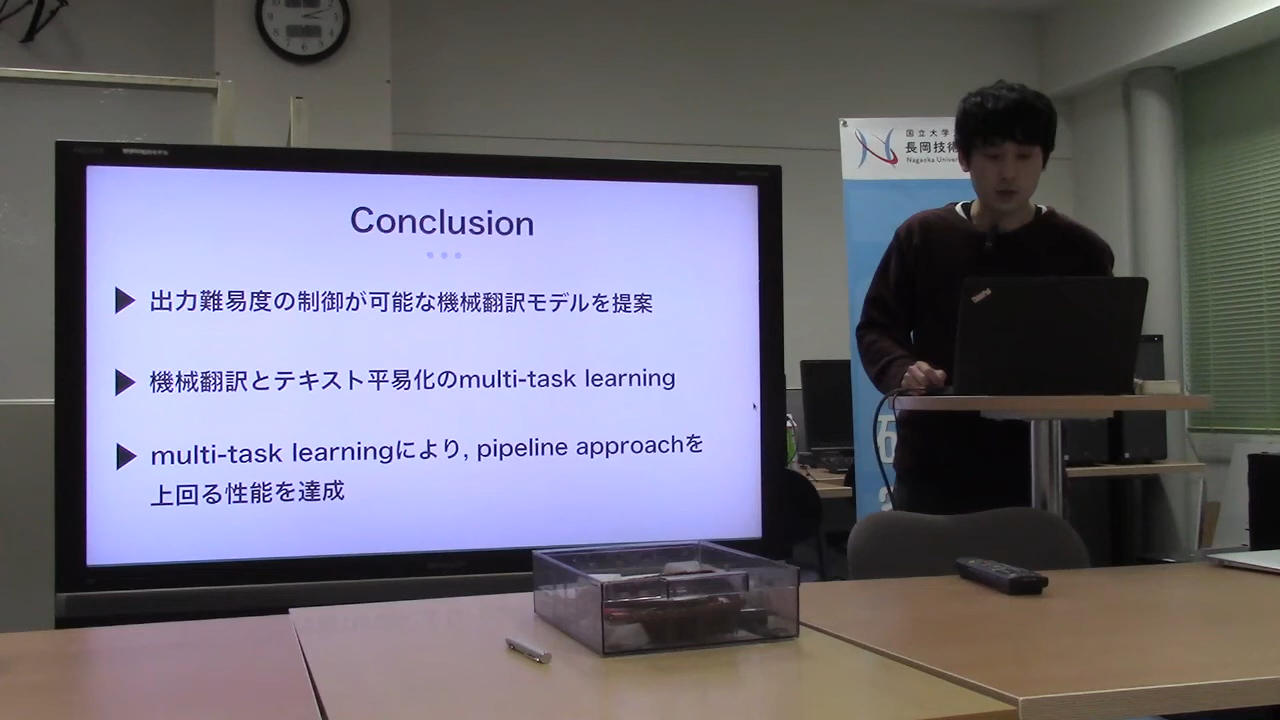 Conclusion
出力難易度の制御が可能な機械翻訳モデルを提案
機械翻訳とテキスト平易化のmulti-task learning
multi-task learningにより, pipeline approachを
上回る性能を達成
国立大学
長岡技術
Nagaoka Univer
ThinkPad